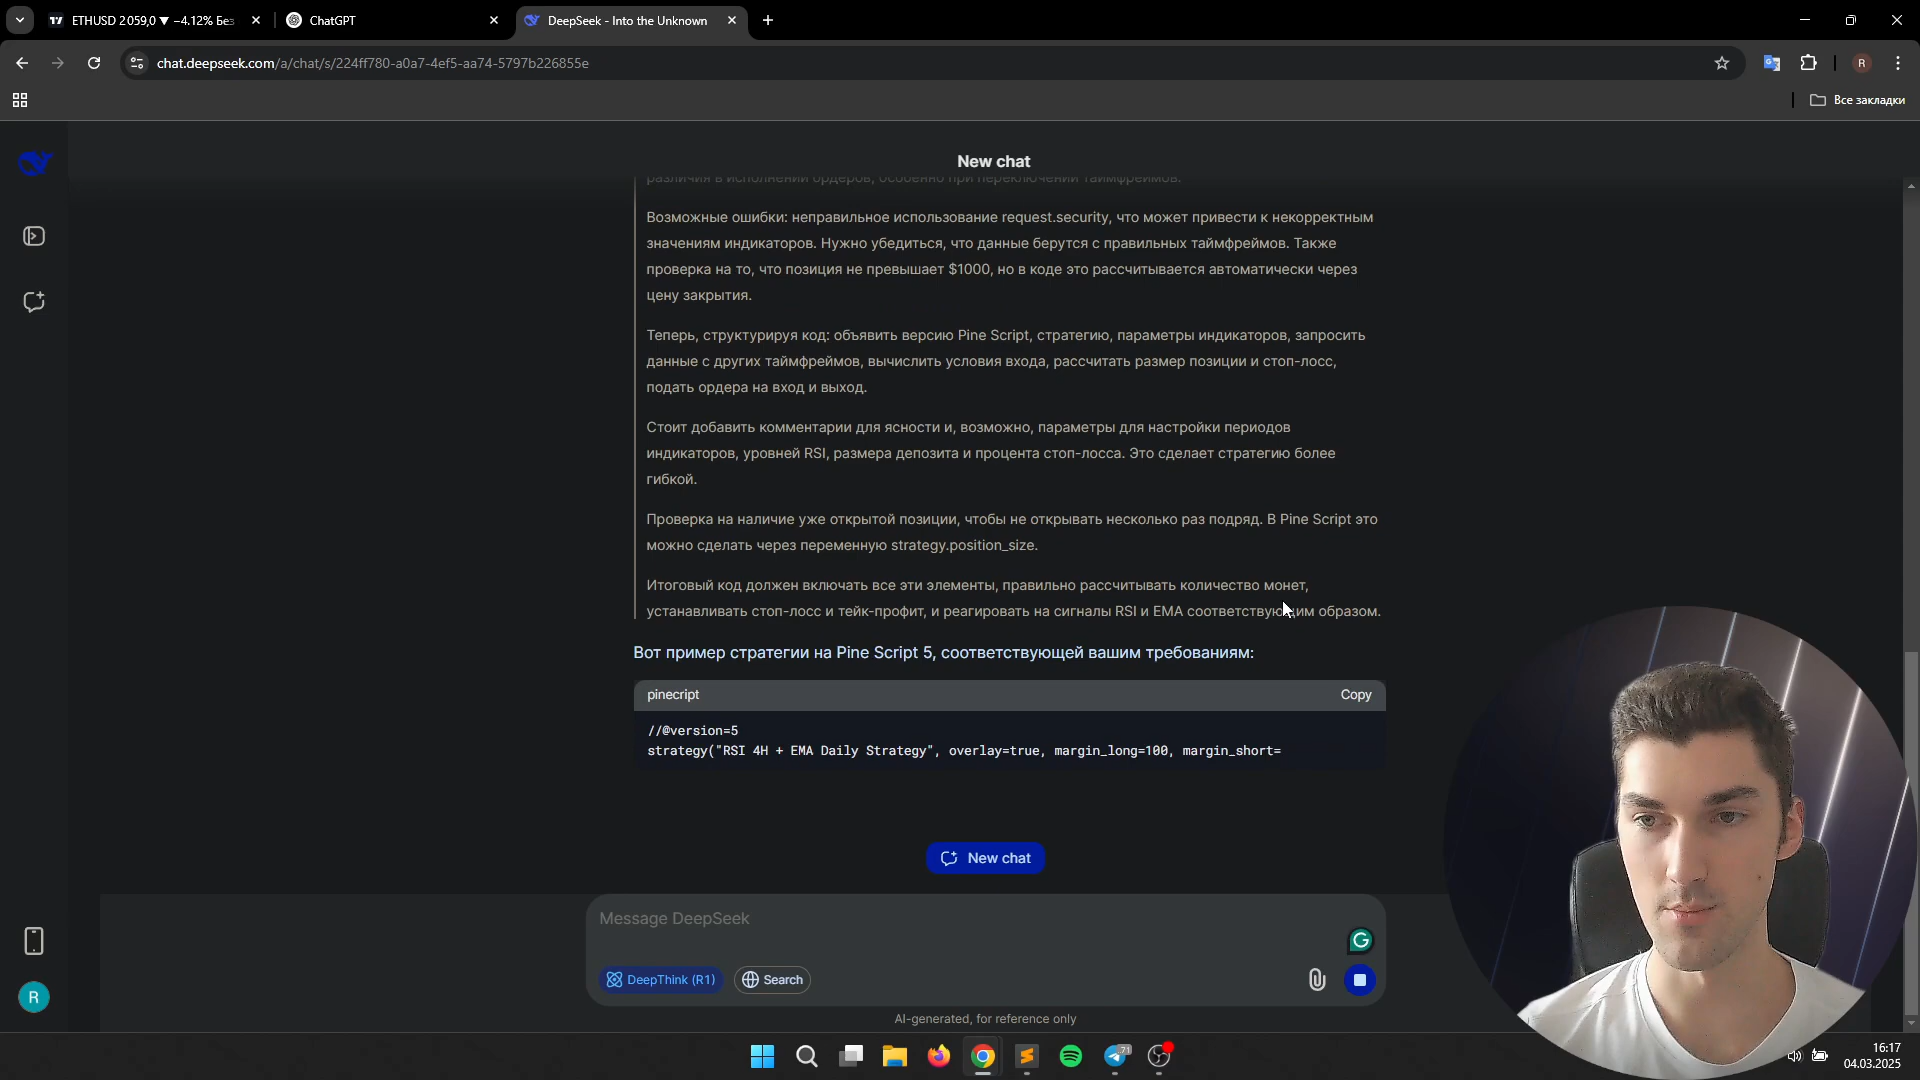 ETHUSD 2 059,0 ▼ −4.12% Без
ChatGPT
DeepSeek - Into the Unknown
chat.deepseek.com/a/chat/s/224ff780-a0a7-4ef5-aa74-5797b226855e
R
Все закладки
New chat
различия в исполнении ордеров, особенно при переключении таймфреймов.
Возможные ошибки: неправильное использование request.security, что может привести к некорректным
значениям индикаторов. Нужно убедиться, что данные берутся с правильных таймфреймов. Также
проверка на то, что позиция не превышает $1000, но в коде это рассчитывается автоматически через
цену закрытия.
Теперь, структурируя код: объявить версию Pine Script, стратегию, параметры индикаторов, запросить
данные с других таймфреймов, вычислить условия входа, рассчитать размер позиции и стоп-лосс,
подать ордера на вход и выход.
Стоит добавить комментарии для ясности и, возможно, параметры для настройки периодов
индикаторов, уровней RSI, размера депозита и процента стоп-лосса. Это сделает стратегию более
гибкой.
Проверка на наличие уже открытой позиции, чтобы не открывать несколько раз подряд. В Pine Script это
можно сделать через переменную strategy.position_size.
Итоговый код должен включать все эти элементы, правильно рассчитывать количество монет,
устанавливать стоп-лосс и тейк-профит, и реагировать на сигналы RSI и EMA соответствующим образом.
Вот пример стратегии на Pine Script 5, соответствующей вашим требованиям:
pinecript
Copy
//@version=5
strategy("RSI 4H + EMA Daily Strategy", overlay=true, margin_long=100, margin_short=
New chat
Message DeepSeek
DeepThink (R1)
Search
R
AI-generated, for reference only
71
16:17
04.03.2025